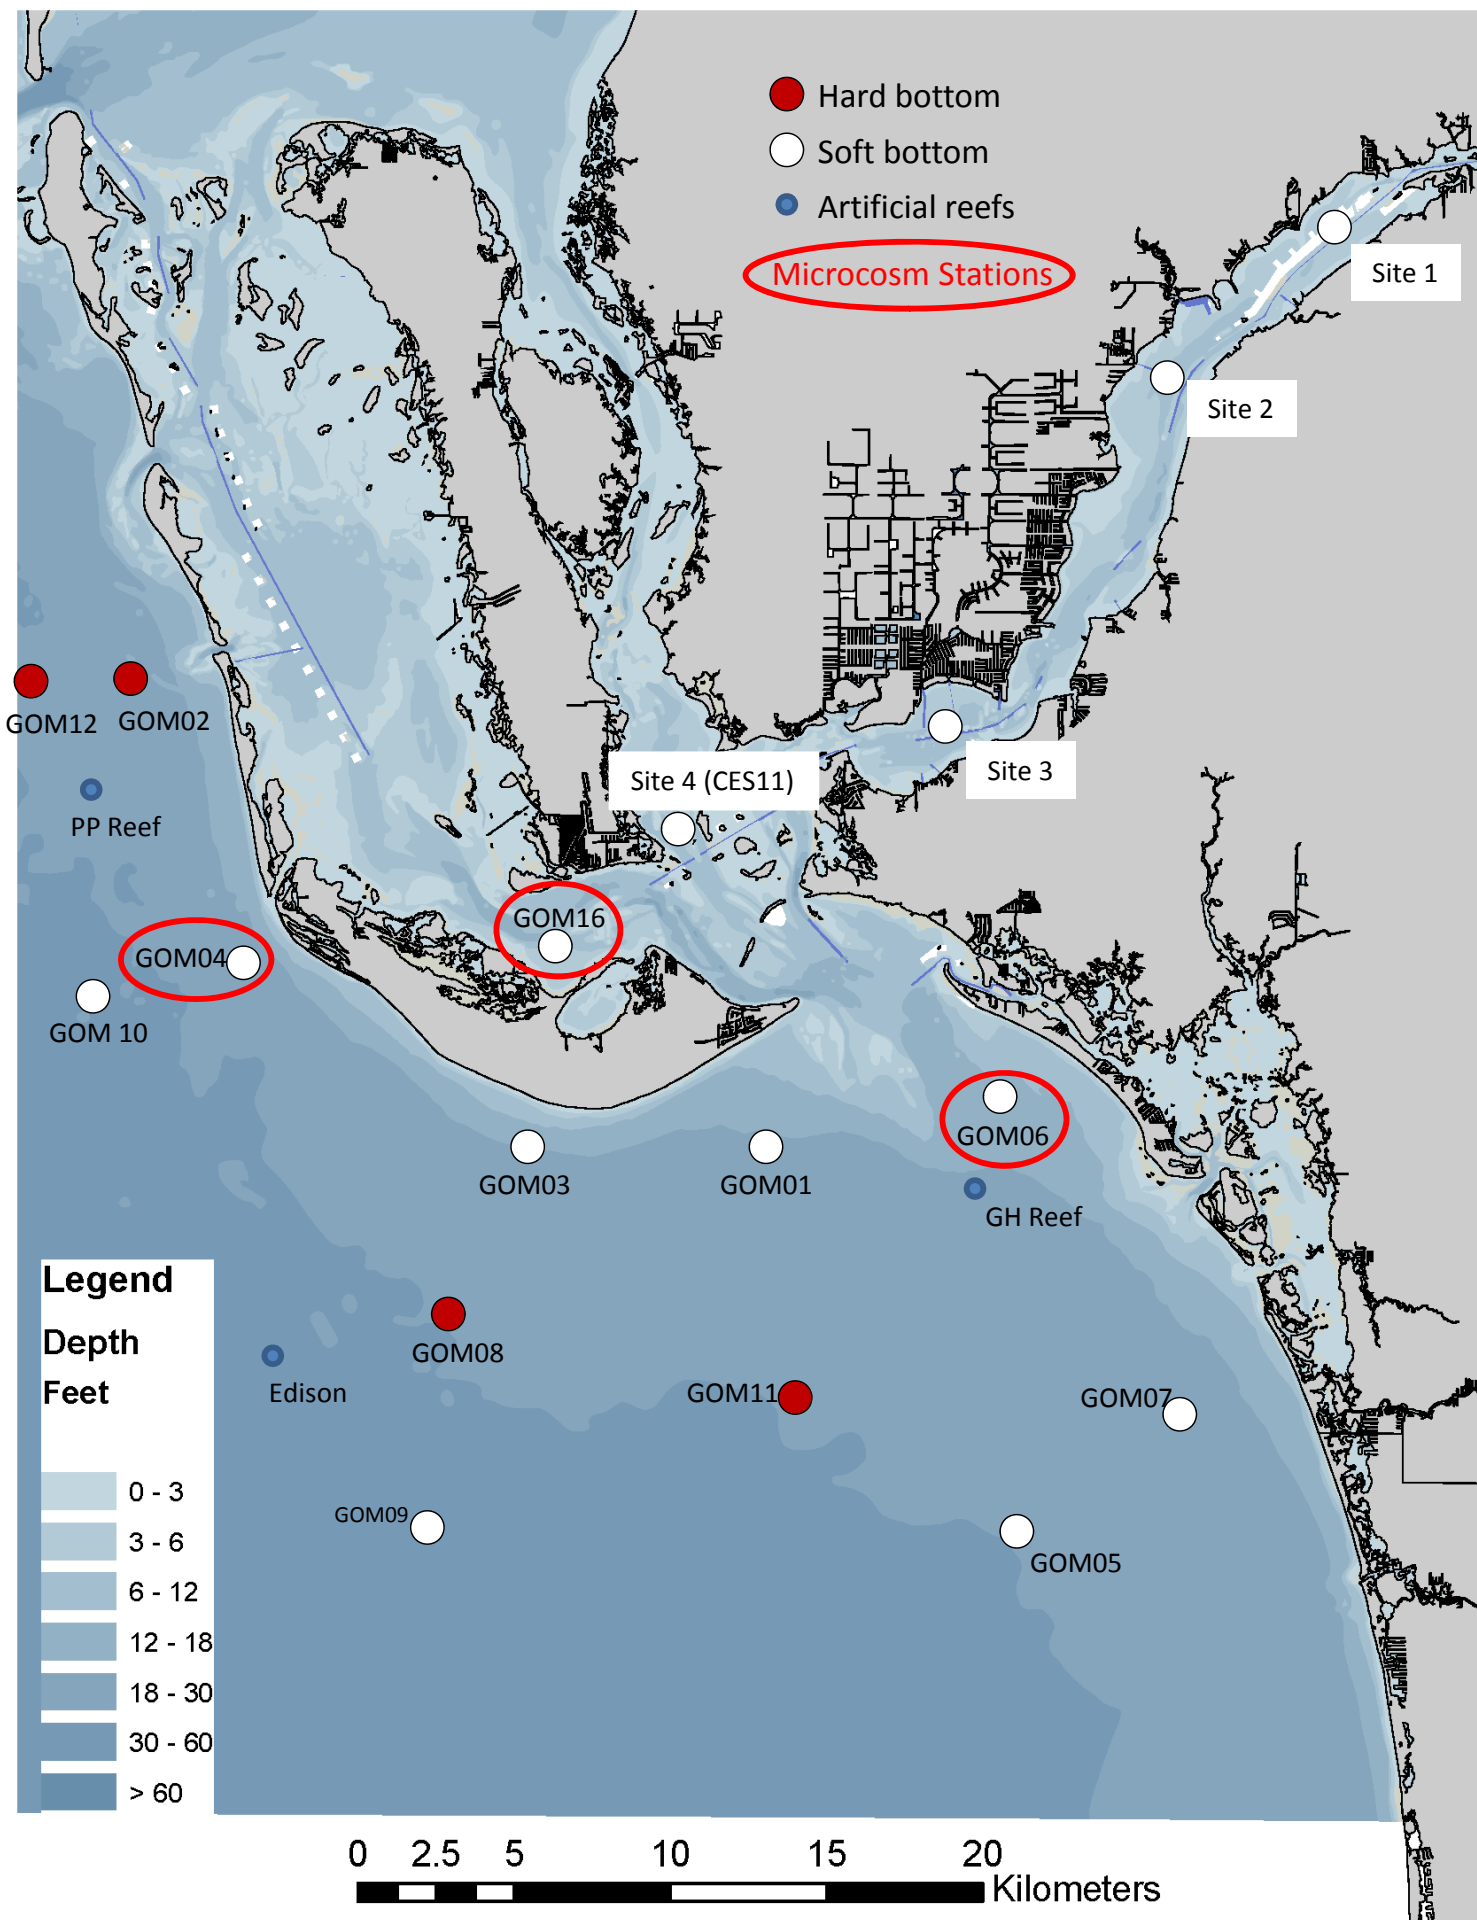 Hard bottom
Soft bottom
Artificial reefs
Microcosm Stations
Site 1
Site 2
GOM12
GOM02
Site 3
Site 4 (CES11)
PP Reef
GOM16
GOM04
GOM 10
GOM06
GOM03
GOM01
GH Reef
GOM08
Edison
GOM11
GOM07
GOM09
GOM05
Legend
Depth
Feet
0 - 3
3 - 6
6 - 12
12 - 18
18 - 30
30 - 60
> 60
0 2.5 5 10 15 20
Kilometers